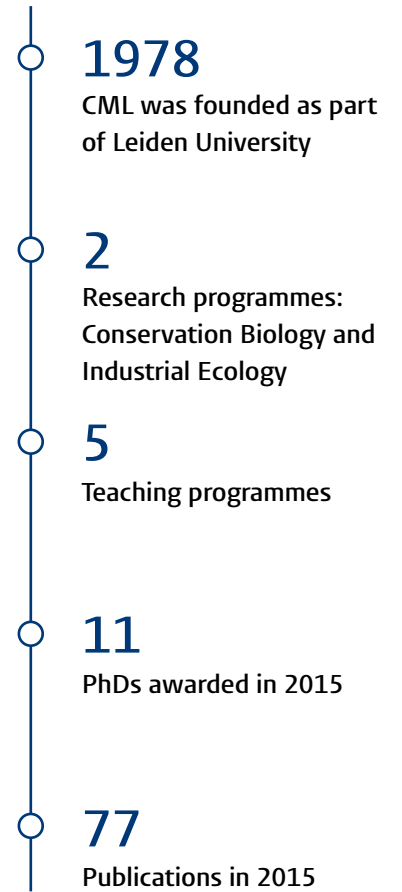 1978
CML was founded as part
of Leiden University
2
Research programmes:
Conservation Biology and
Industrial Ecology
5
Teaching programmes
11
PhDs awarded in 2015
77
Publications in 2015